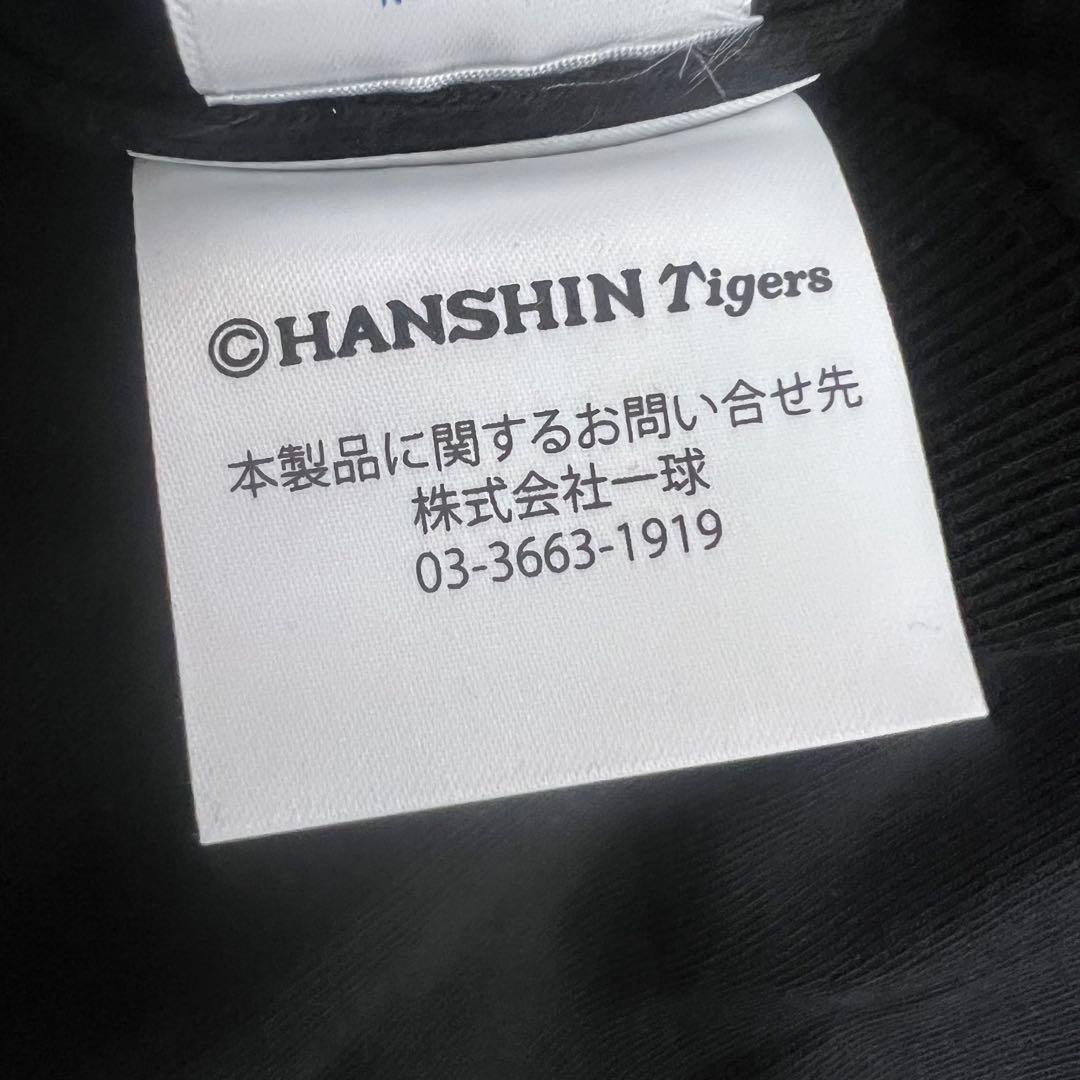 ©HANSHIN Tigers
本製品に関するお問い合せ先
株式会社一球
03-3663-1919